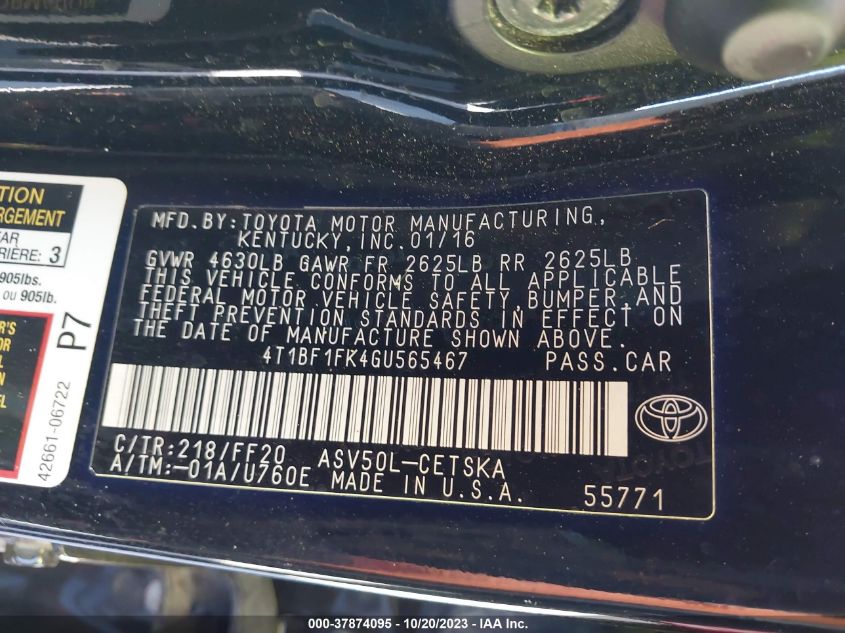 TION
RGEMENT
AR
RIÈRE: 3
905lbs.
OU 905lb.
R'S
OR
L
N
EL
P7
42661-06722
MFD.BY:TOYOTA MOTOR MANUFACTURING,
KENTUCKY,INC.01/16
GVWR 4630LB GAWR FR 2625LB RR 2625LB
THIS VEHICLE CONFORMS TO ALL APPLICABLE
FEDERAL MOTOR VEHICLE SAFETY,BUMPER,AND
THEFT PREVENTION STANDARDS IN EFFECT ON
THE DATE OF MANUFACTURE SHOWN ABOVE.
4T1BF1FK4GU565467 PASS.CAR
C/TR:218/FF20 ASV50L-CETSKA
A/TM:-01A/U760E MADE IN U.S.A. 55771
000-37874095 - 10/20/2023 - IAA Inc.